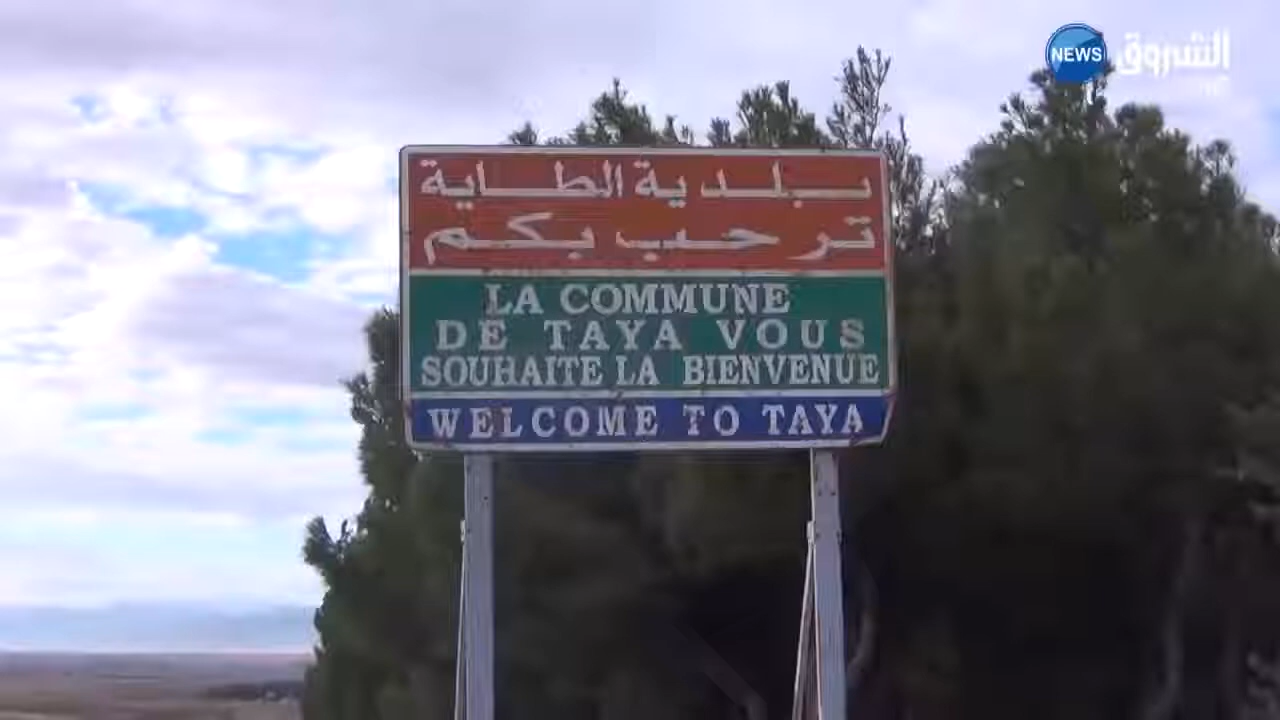 NEWS الشروق
بلدية الطاية
ترحب بكم
LA COMMUNE
DE TAYA VOUS
SOUHAITE LA BIENVENUE
WELCOME TO TAYA